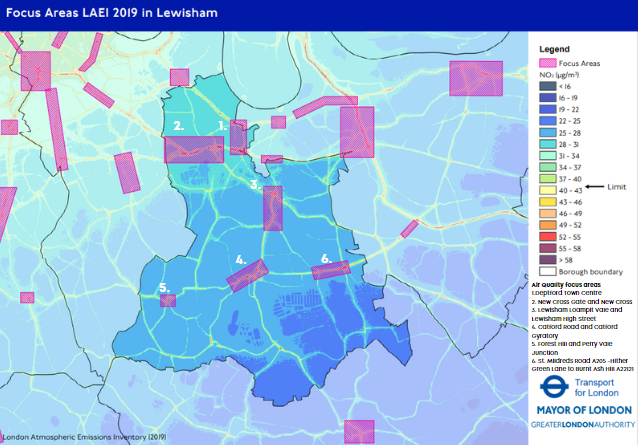 Focus Areas LAEI 2019 in Lewisham
2.
1.
3.
4.
6.
5.
London Atmospheric Emissions Inventory (2019)
Legend
Focus Areas
NO₂ (µg/m³)
< 16
16 - 19
19 - 22
22 - 25
25 - 28
28 - 31
31 - 34
34 - 37
37 - 40
40 - 43
Limit
43 - 46
46 - 49
49 - 52
52 - 55
55 - 58
> 58
Borough boundary
Air quality focus areas
Town Centre
2. New Cross Gate and New Cross
3. Lewisham Loampit Vale and
Lewisham High street
4. Catford Road and Catford
Gyratory
5. Forest Hill and Perry Vale
Junction
6. St. Mildreds Road A205 -Hither
Green Lane to Burnt Ash Hill A2212)
Transport
for London
MAYOR OF LONDON
GREATERLONDONAUTHORITY